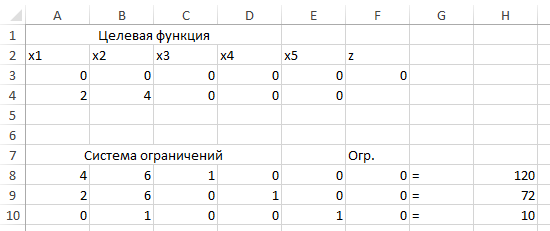 A B C D E F G H
1 Целевая функция
2 x1 x2 x3 x4 x5 z
3 0 0 0 0 0 0
4 2 4 0 0 0
5
6
7 Система ограничений Огр.
8 4 6 1 0 0 0 = 120
9 2 6 0 1 0 0 = 72
10 0 1 0 0 1 0 = 10